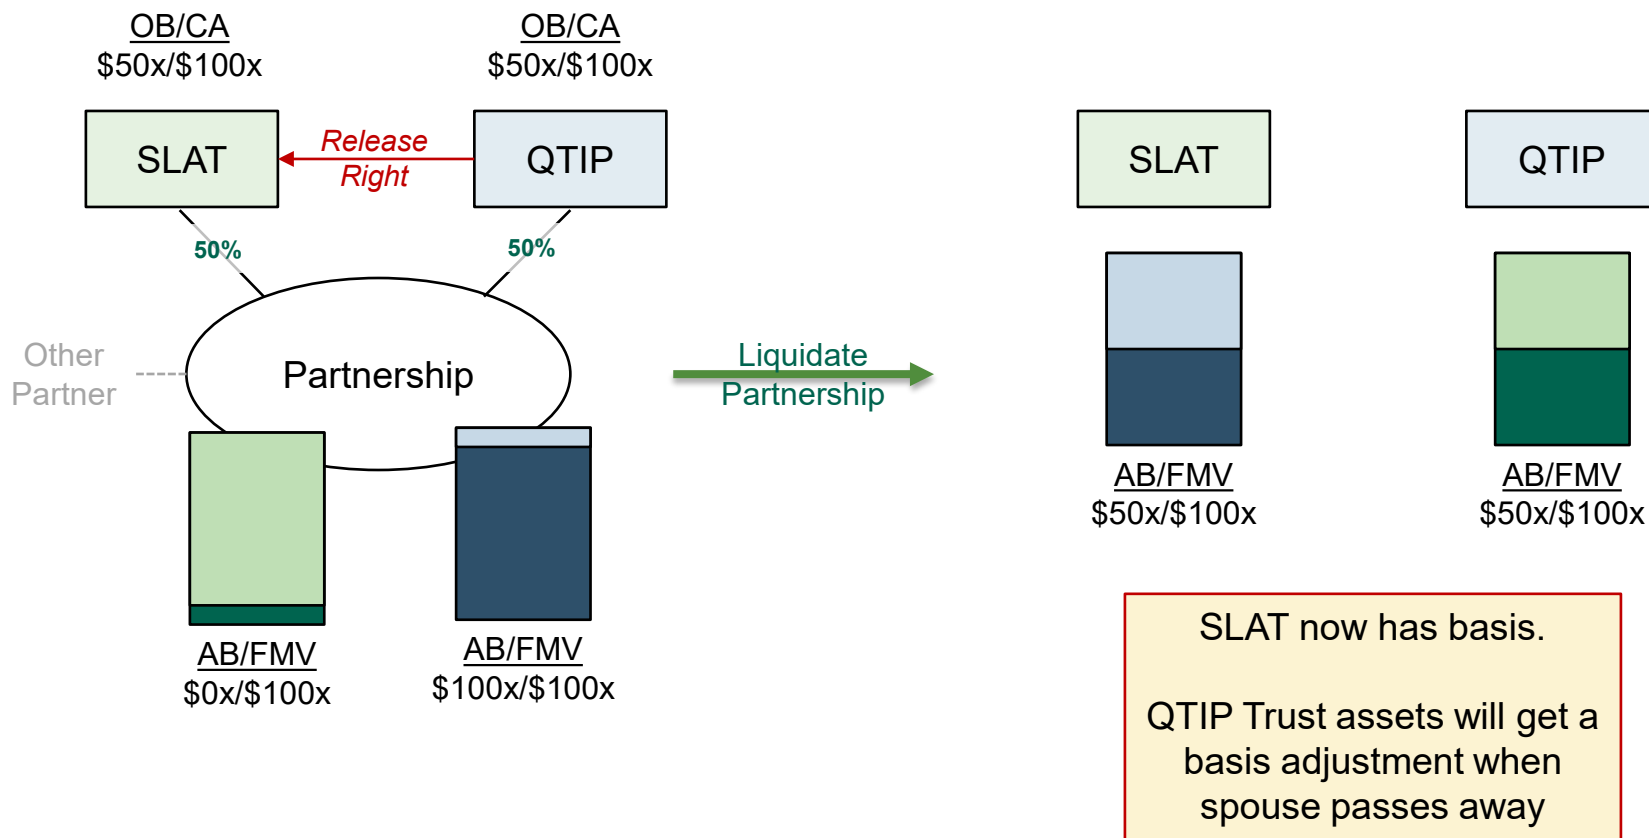 OB/CA
$50x/$100x
OB/CA
$50x/$100x
SLAT
Release
Right
QTIP
50%
50%
Other
Partner
Partnership
AB/FMV
$0x/$100x
AB/FMV
$100x/$100x
Liquidate
Partnership
SLAT
QTIP
AB/FMV
$50x/$100x
AB/FMV
$50x/$100x
SLAT now has basis.
QTIP Trust assets will get a
basis adjustment when
spouse passes away